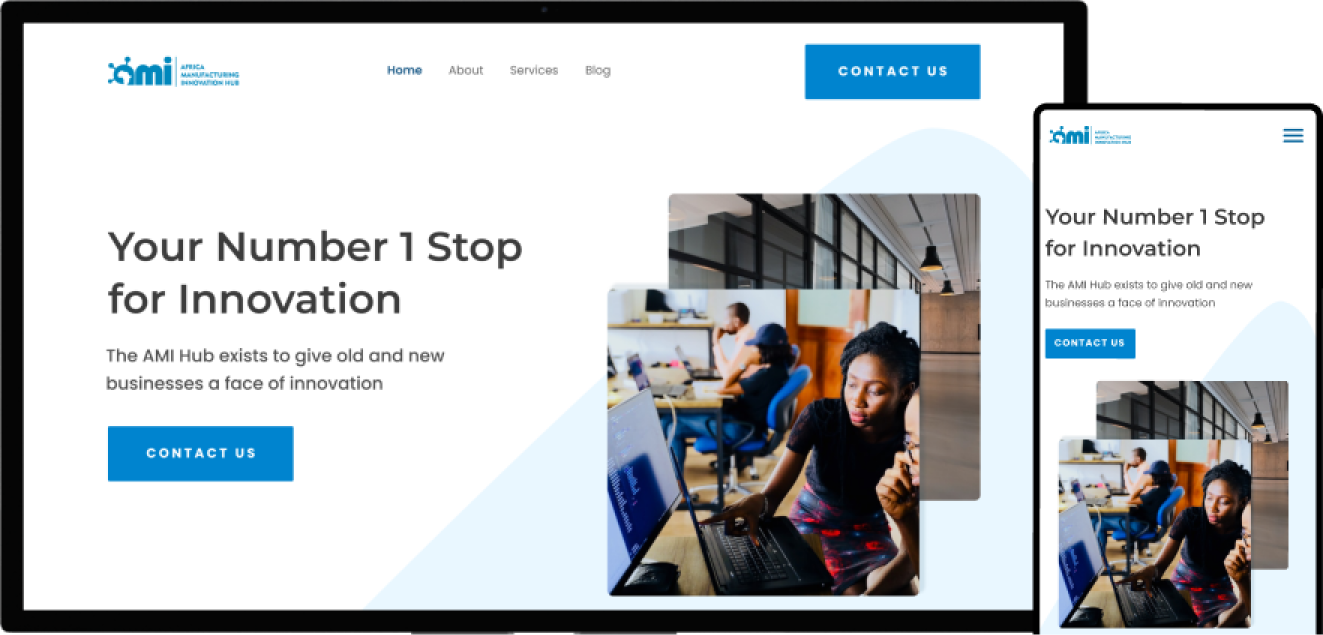 ami AFRICA
MANUFACTURING
INNOVATION HUB
Home About Services Blog
CONTACT US
Your Number 1 Stop
for Innovation
The AMI Hub exists to give old and new
businesses a face of innovation
CONTACT US
ami AFRICA
MANUFACTURING
INNOVATION HUB
Your Number 1 Stop
for Innovation
The AMI Hub exists to give old and new
businesses a face of innovation
CONTACT US